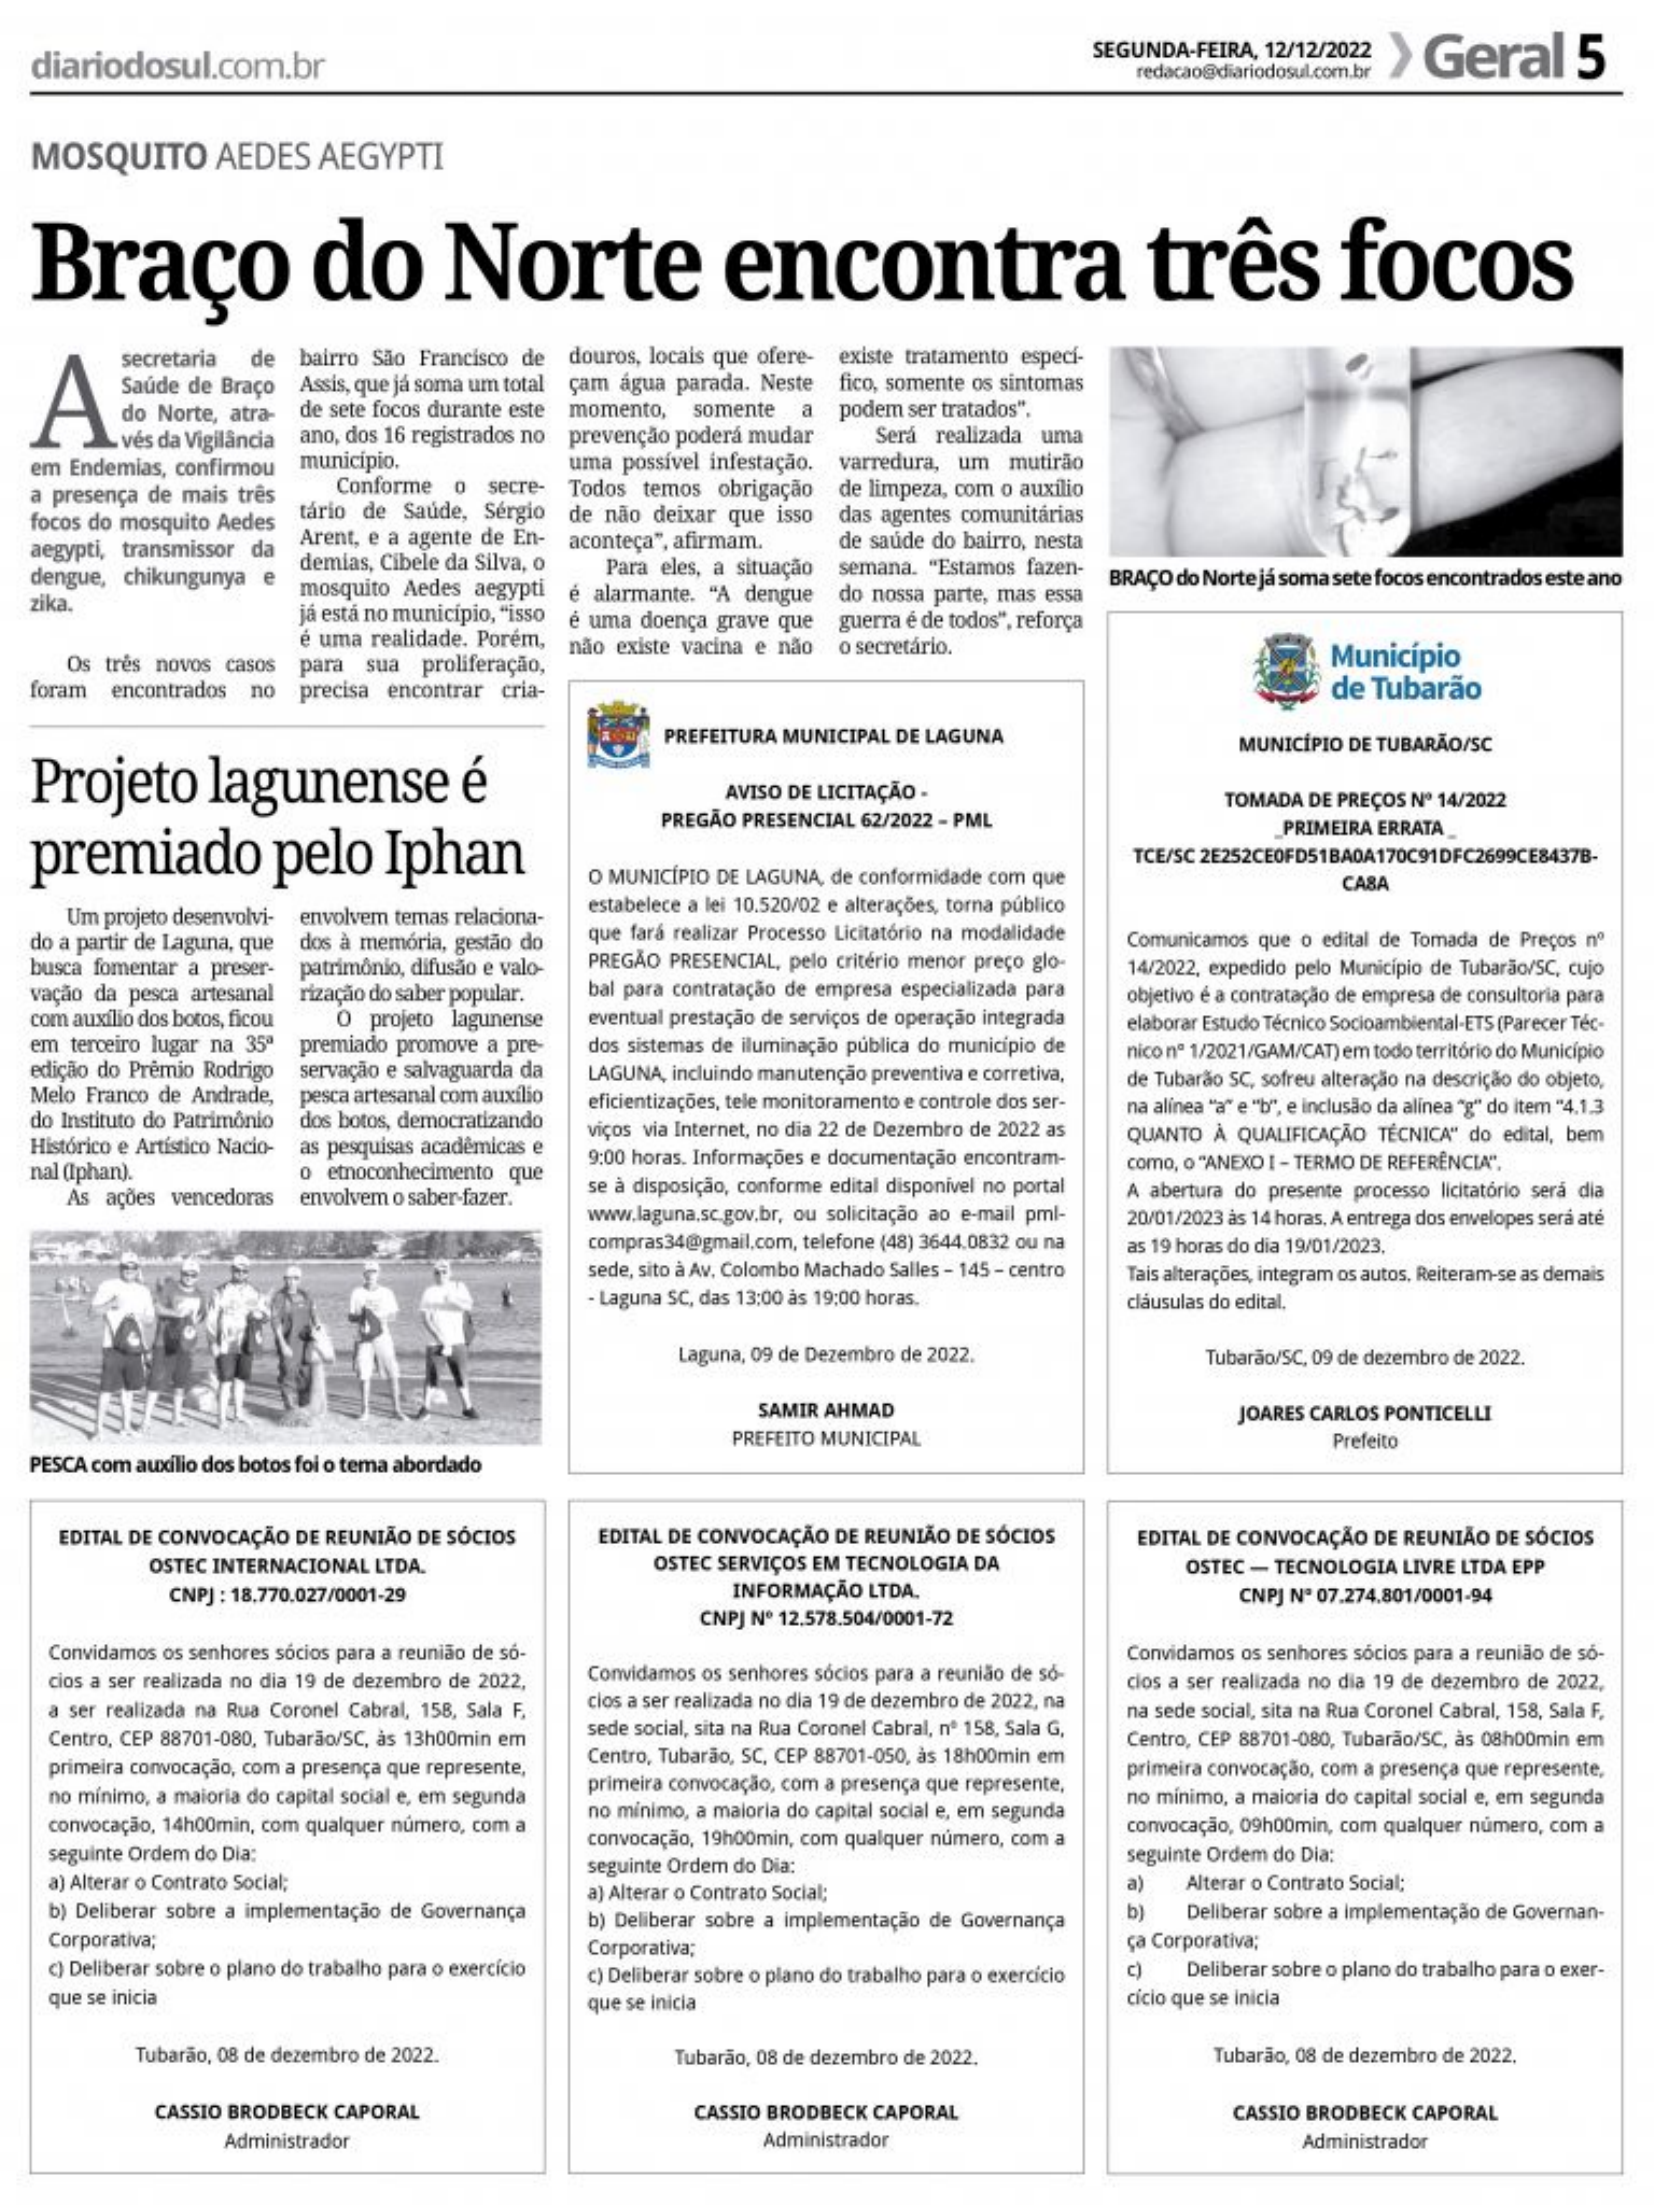 diariodosul.com.br
SEGUNDA-FEIRA, 12/12/2022
redacao@diariodosul.com.br
Geral 5
MOSQUITO AEDES AEGYPTI
Braço do Norte encontra três focos
A secretaria de
Saúde de Braço
do Norte, atra-
vés da Vigilância
em Endemias, confirmou
a presença de mais três
focos do mosquito Aedes
aegypti, transmissor da
dengue, chikungunya e
zika.
Os três novos casos
foram encontrados no
bairro São Francisco de
Assis, que já soma um total
de sete focos durante este
ano, dos 16 registrados no
município.
Conforme o secre-
tário de Saúde, Sérgio
Arent, e a agente de En-
demias, Cibele da Silva, o
mosquito Aedes aegypti
já está no município, “isso
é uma realidade. Porém,
para sua proliferação,
precisa encontrar cria-
douros, locais que ofere-
çam água parada. Neste
momento, somente a
prevenção poderá mudar
uma possível infestação.
Todos temos obrigação
de não deixar que isso
aconteça”, afirmam.
Para eles, a situação
é alarmante. “A dengue
é uma doença grave que
não existe vacina e não
existe tratamento especí-
fico, somente os sintomas
podem ser tratados”.
Será realizada uma
varredura, um mutirão
de limpeza, com o auxílio
das agentes comunitárias
de saúde do bairro, nesta
semana. “Estamos fazen-
do nossa parte, mas essa
guerra é de todos”, reforça
o secretário.
BRAÇO do Norte já soma sete focos encontrados este ano
Projeto lagunense é
premiado pelo Iphan
Um projeto desenvolvi-
do a partir de Laguna, que
busca fomentar a preser-
vação da pesca artesanal
com auxílio dos botos, ficou
em terceiro lugar na 35ª
edição do Prêmio Rodrigo
Melo Franco de Andrade,
do Instituto do Patrimônio
Histórico e Artístico Nacio-
nal (Iphan).
As ações vencedoras
envolvem temas relaciona-
dos à memória, gestão do
patrimônio, difusão e valo-
rização do saber popular.
O projeto lagunense
premiado promove a pre-
servação e salvaguarda da
pesca artesanal com auxílio
dos botos, democratizando
as pesquisas acadêmicas e
o etnoconhecimento que
envolvem o saber-fazer.
PESCA com auxílio dos botos foi o tema abordado
PREFEITURA MUNICIPAL DE LAGUNA
AVISO DE LICITAÇÃO -
PREGÃO PRESENCIAL 62/2022 – PML
O MUNICÍPIO DE LAGUNA, de conformidade com que
estabelece a lei 10.520/02 e alterações, torna público
que fará realizar Processo Licitatório na modalidade
PREGÃO PRESENCIAL, pelo critério menor preço glo-
bal para contratação de empresa especializada para
eventual prestação de serviços de operação integrada
dos sistemas de iluminação pública do município de
LAGUNA, incluindo manutenção preventiva e corretiva,
eficientizações, tele monitoramento e controle dos ser-
viços via Internet, no dia 22 de Dezembro de 2022 as
9:00 horas. Informações e documentação encontram-
se à disposição, conforme edital disponível no portal
www.laguna.sc.gov.br, ou solicitação ao e-mail pml-
compras34@gmail.com, telefone (48) 3644.0832 ou na
sede, sito à Av. Colombo Machado Salles – 145 – centro
- Laguna SC, das 13:00 às 19:00 horas.
Laguna, 09 de Dezembro de 2022.
SAMIR AHMAD
PREFEITO MUNICIPAL
Município
de Tubarão
MUNICÍPIO DE TUBARÃO/SC
TOMADA DE PREÇOS Nº 14/2022
_PRIMEIRA ERRATA _
TCE/SC 2E252CE0FD51BA0A170C91DFC2699CE8437B-
CA8A
Comunicamos que o edital de Tomada de Preços nº
14/2022, expedido pelo Município de Tubarão/SC, cujo
objetivo é a contratação de empresa de consultoria para
elaborar Estudo Técnico Socioambiental-ETS (Parecer Téc-
nico nº 1/2021/GAM/CAT) em todo território do Município
de Tubarão SC, sofreu alteração na descrição do objeto,
na alínea “a” e “b”, e inclusão da alínea “g” do item “4.1.3
QUANTO À QUALIFICAÇÃO TÉCNICA” do edital, bem
como, o “ANEXO I – TERMO DE REFERÊNCIA”.
A abertura do presente processo licitatório será dia
20/01/2023 às 14 horas. A entrega dos envelopes será até
as 19 horas do dia 19/01/2023.
Tais alterações, integram os autos. Reiteram-se as demais
cláusulas do edital.
Tubarão/SC, 09 de dezembro de 2022.
JOARES CARLOS PONTICELLI
Prefeito
EDITAL DE CONVOCAÇÃO DE REUNIÃO DE SÓCIOS
OSTEC INTERNACIONAL LTDA.
CNPJ : 18.770.027/0001-29
Convidamos os senhores sócios para a reunião de só-
cios a ser realizada no dia 19 de dezembro de 2022,
a ser realizada na Rua Coronel Cabral, 158, Sala F,
Centro, CEP 88701-080, Tubarão/SC, às 13h00min em
primeira convocação, com a presença que represente,
no mínimo, a maioria do capital social e, em segunda
convocação, 14h00min, com qualquer número, com a
seguinte Ordem do Dia:
a) Alterar o Contrato Social;
b) Deliberar sobre a implementação de Governança
Corporativa;
c) Deliberar sobre o plano do trabalho para o exercício
que se inicia
Tubarão, 08 de dezembro de 2022.
CASSIO BRODBECK CAPORAL
Administrador
EDITAL DE CONVOCAÇÃO DE REUNIÃO DE SÓCIOS
OSTEC SERVIÇOS EM TECNOLOGIA DA
INFORMAÇÃO LTDA.
CNPJ Nº 12.578.504/0001-72
Convidamos os senhores sócios para a reunião de só-
cios a ser realizada no dia 19 de dezembro de 2022, na
sede social, sita na Rua Coronel Cabral, nº 158, Sala G,
Centro, Tubarão, SC, CEP 88701-050, às 18h00min em
primeira convocação, com a presença que represente,
no mínimo, a maioria do capital social e, em segunda
convocação, 19h00min, com qualquer número, com a
seguinte Ordem do Dia:
a) Alterar o Contrato Social;
b) Deliberar sobre a implementação de Governança
Corporativa;
c) Deliberar sobre o plano do trabalho para o exercício
que se inicia
Tubarão, 08 de dezembro de 2022.
CASSIO BRODBECK CAPORAL
Administrador
EDITAL DE CONVOCAÇÃO DE REUNIÃO DE SÓCIOS
OSTEC — TECNOLOGIA LIVRE LTDA EPP
CNPJ Nº 07.274.801/0001-94
Convidamos os senhores sócios para a reunião de só-
cios a ser realizada no dia 19 de dezembro de 2022,
na sede social, sita na Rua Coronel Cabral, 158, Sala F,
Centro, CEP 88701-080, Tubarão/SC, às 08h00min em
primeira convocação, com a presença que represente,
no mínimo, a maioria do capital social e, em segunda
convocação, 09h00min, com qualquer número, com a
seguinte Ordem do Dia:
a) Alterar o Contrato Social;
b) Deliberar sobre a implementação de Governan-
ça Corporativa;
c) Deliberar sobre o plano do trabalho para o exer-
cício que se inicia
Tubarão, 08 de dezembro de 2022.
CASSIO BRODBECK CAPORAL
Administrador